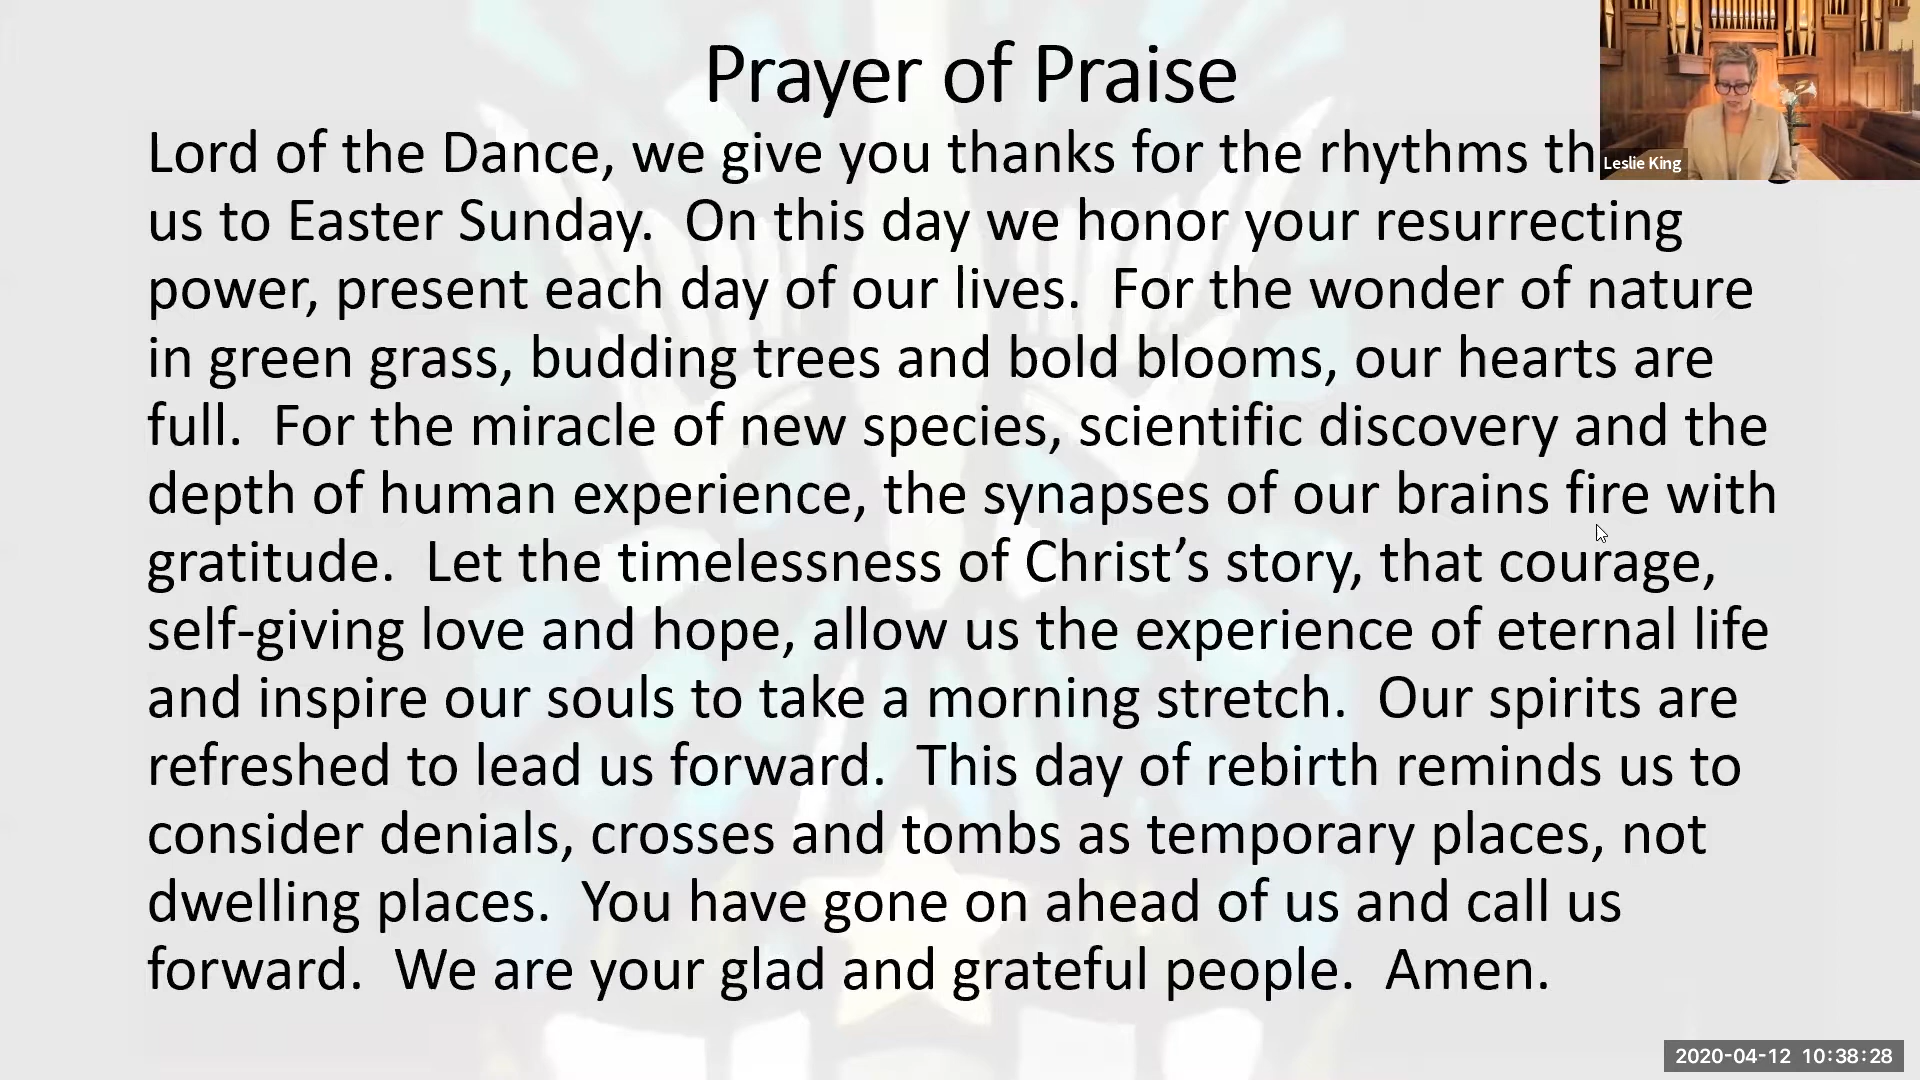 Prayer of Praise
Lord of the Dance, we give you thanks for the rhythms
us to Easter Sunday.  On this day we honor your resurrecting
power, present each day of our lives.  For the wonder of nature
in green grass, budding trees and bold blooms, our hearts are
full.  For the miracle of new species, scientific discovery and the
depth of human experience, the synapses of our brains fire with
gratitude.  Let the timelessness of Christ’s story, that courage,
self-giving love and hope, allow us the experience of eternal life
and inspire our souls to take a morning stretch.  Our spirits are
refreshed to lead us forward.  This day of rebirth reminds us to
consider denials, crosses and tombs as temporary places, not
dwelling places.  You have gone on ahead of us and call us
forward.  We are your glad and grateful people.  Amen.
Leslie King
2020-04-12 10:38:28